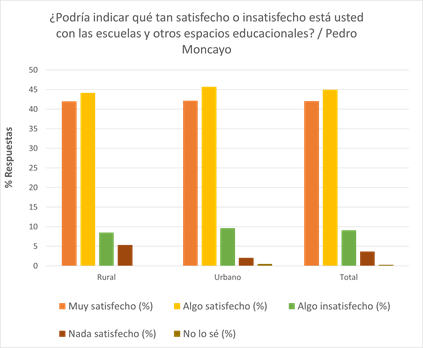 ¿Podría indicar qué tan satisfecho o insatisfecho está usted
con las escuelas y otros espacios educacionales? / Pedro
Moncayo
% Respuestas
50
45
40
35
30
25
20
15
10
5
0
Rural
Urbano
Total
Muy satisfecho (%)
Algo satisfecho (%)
Algo insatisfecho (%)
Nada satisfecho (%)
No lo sé (%)